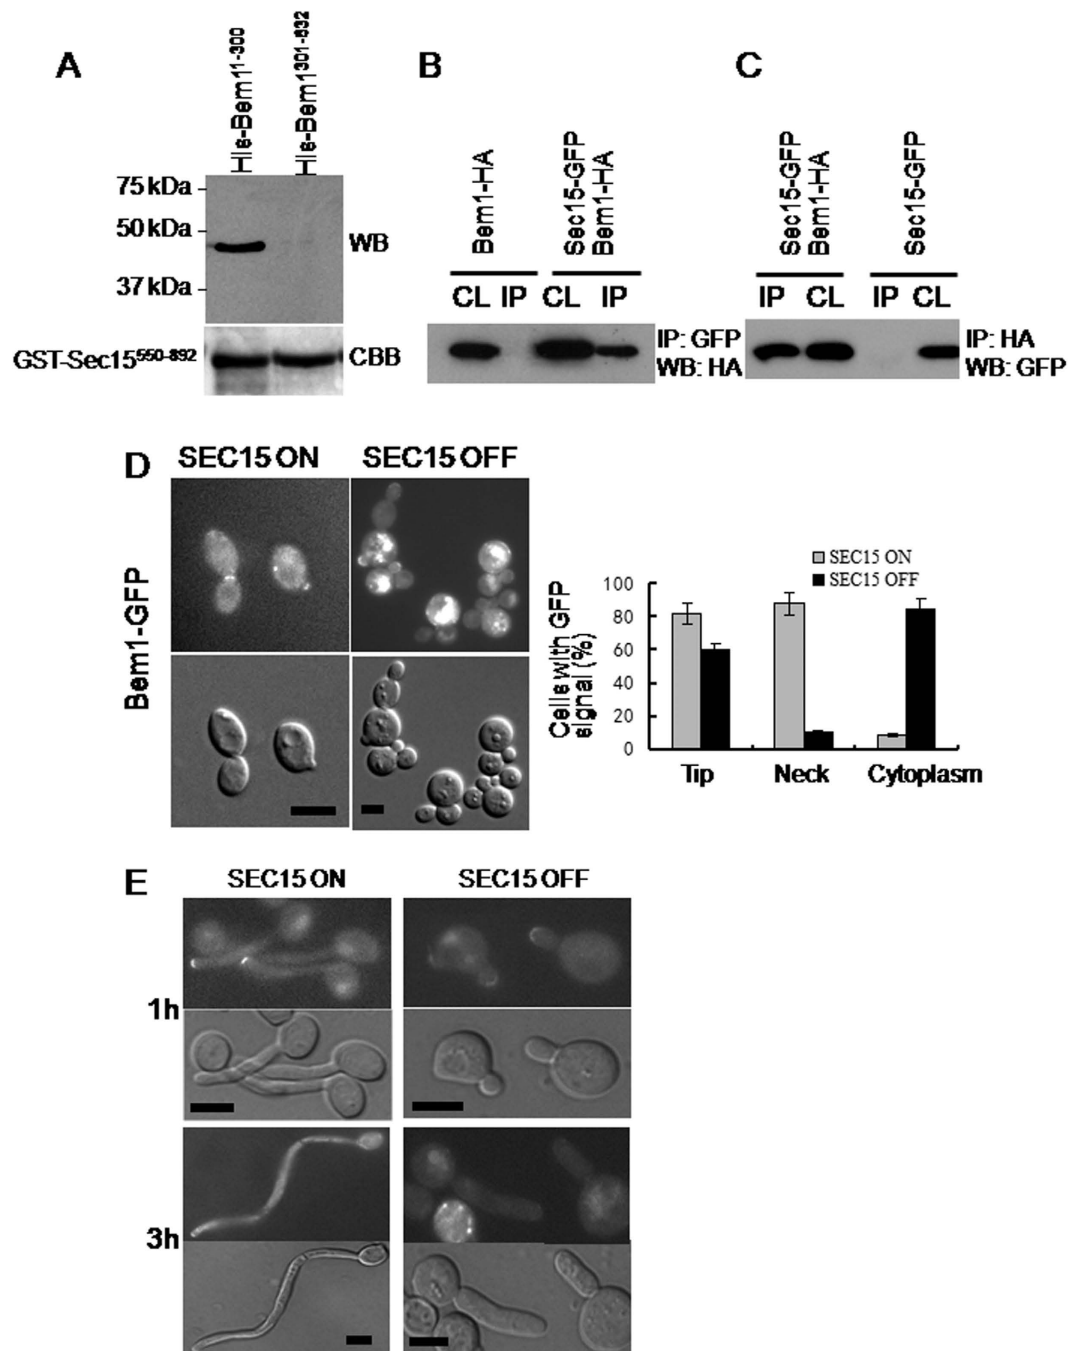 A
His-Bem1¹⁻³⁰⁰
His-Bem1³⁰¹⁻⁶³²
75 kDa
50 kDa
37 kDa
WB
GST-Sec15⁵⁵⁰⁻⁸⁹²
CBB
B
Bem1-HA
Sec15-GFP
Bem1-HA
CL IP CL IP
IP: GFP
WB: HA
C
Sec15-GFP
Bem1-HA
Sec15-GFP
IP CL IP CL
IP: HA
WB: GFP
D
SEC15 ON
SEC15 OFF
Bem1-GFP
SEC15 ON
SEC15 OFF
Cells with GFP
signal (%)
100
80
60
40
20
0
Tip
Neck
Cytoplasm
E
SEC15 ON
SEC15 OFF
1h
3h